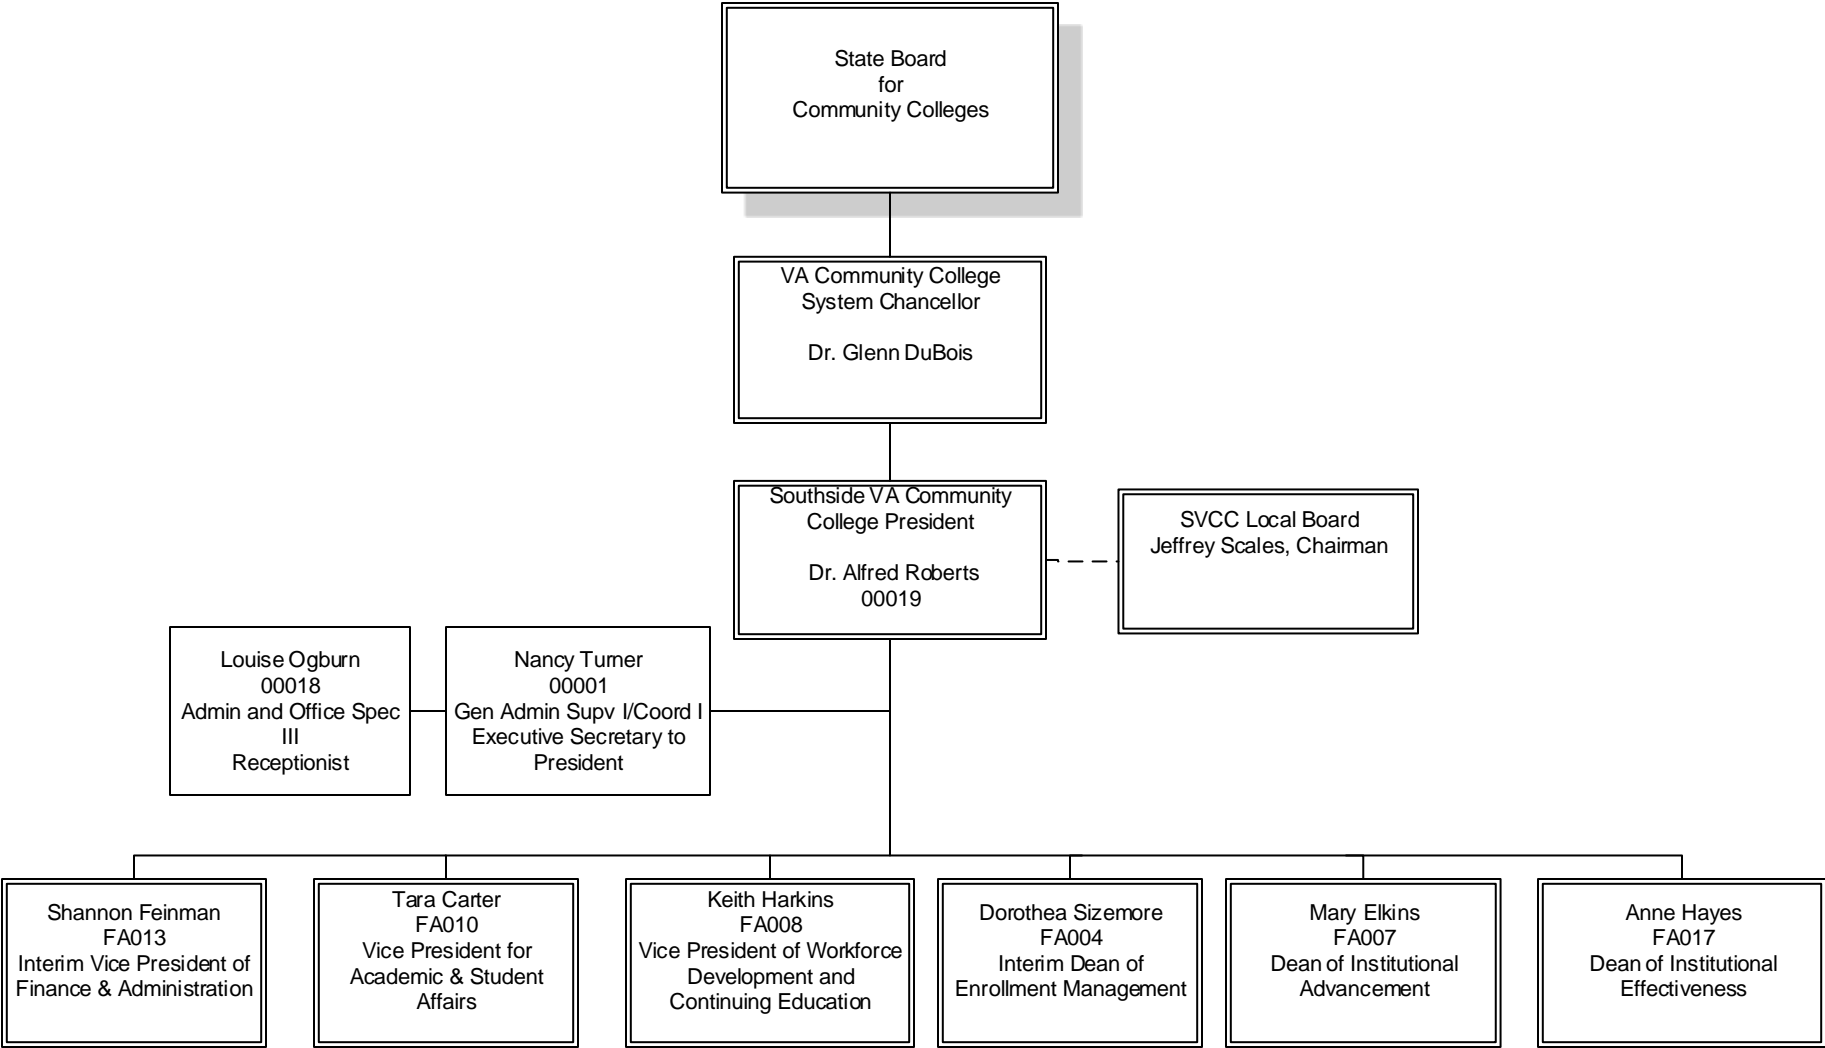 State Board
for
Community Colleges
VA Community College
System Chancellor
Dr. Glenn DuBois
Southside VA Community
College President
Dr. Alfred Roberts
00019
SVCC Local Board
Jeffrey Scales, Chairman
Louise Ogburn
00018
Admin and Office Spec
III
Receptionist
Nancy Turner
00001
Gen Admin Supv I/Coord I
Executive Secretary to
President
Shannon Feinman
FA013
Interim Vice President of
Finance & Administration
Tara Carter
FA010
Vice President for
Academic & Student
Affairs
Keith Harkins
FA008
Vice President of Workforce
Development and
Continuing Education
Dorothea Sizemore
FA004
Interim Dean of
Enrollment Management
Mary Elkins
FA007
Dean of Institutional
Advancement
Anne Hayes
FA017
Dean of Institutional
Effectiveness